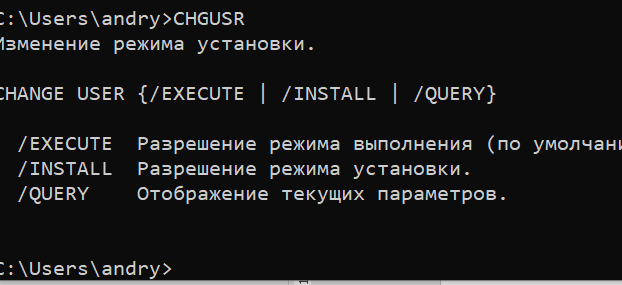 C:\Users\andry>CHGUSR
Изменение режима установки.
CHANGE USER {/EXECUTE | /INSTALL | /QUERY}
/EXECUTE Разрешение режима выполнения (по
/INSTALL Разрешение режима установки.
/QUERY Отображение текущих параметров.
C:\Users\andry>